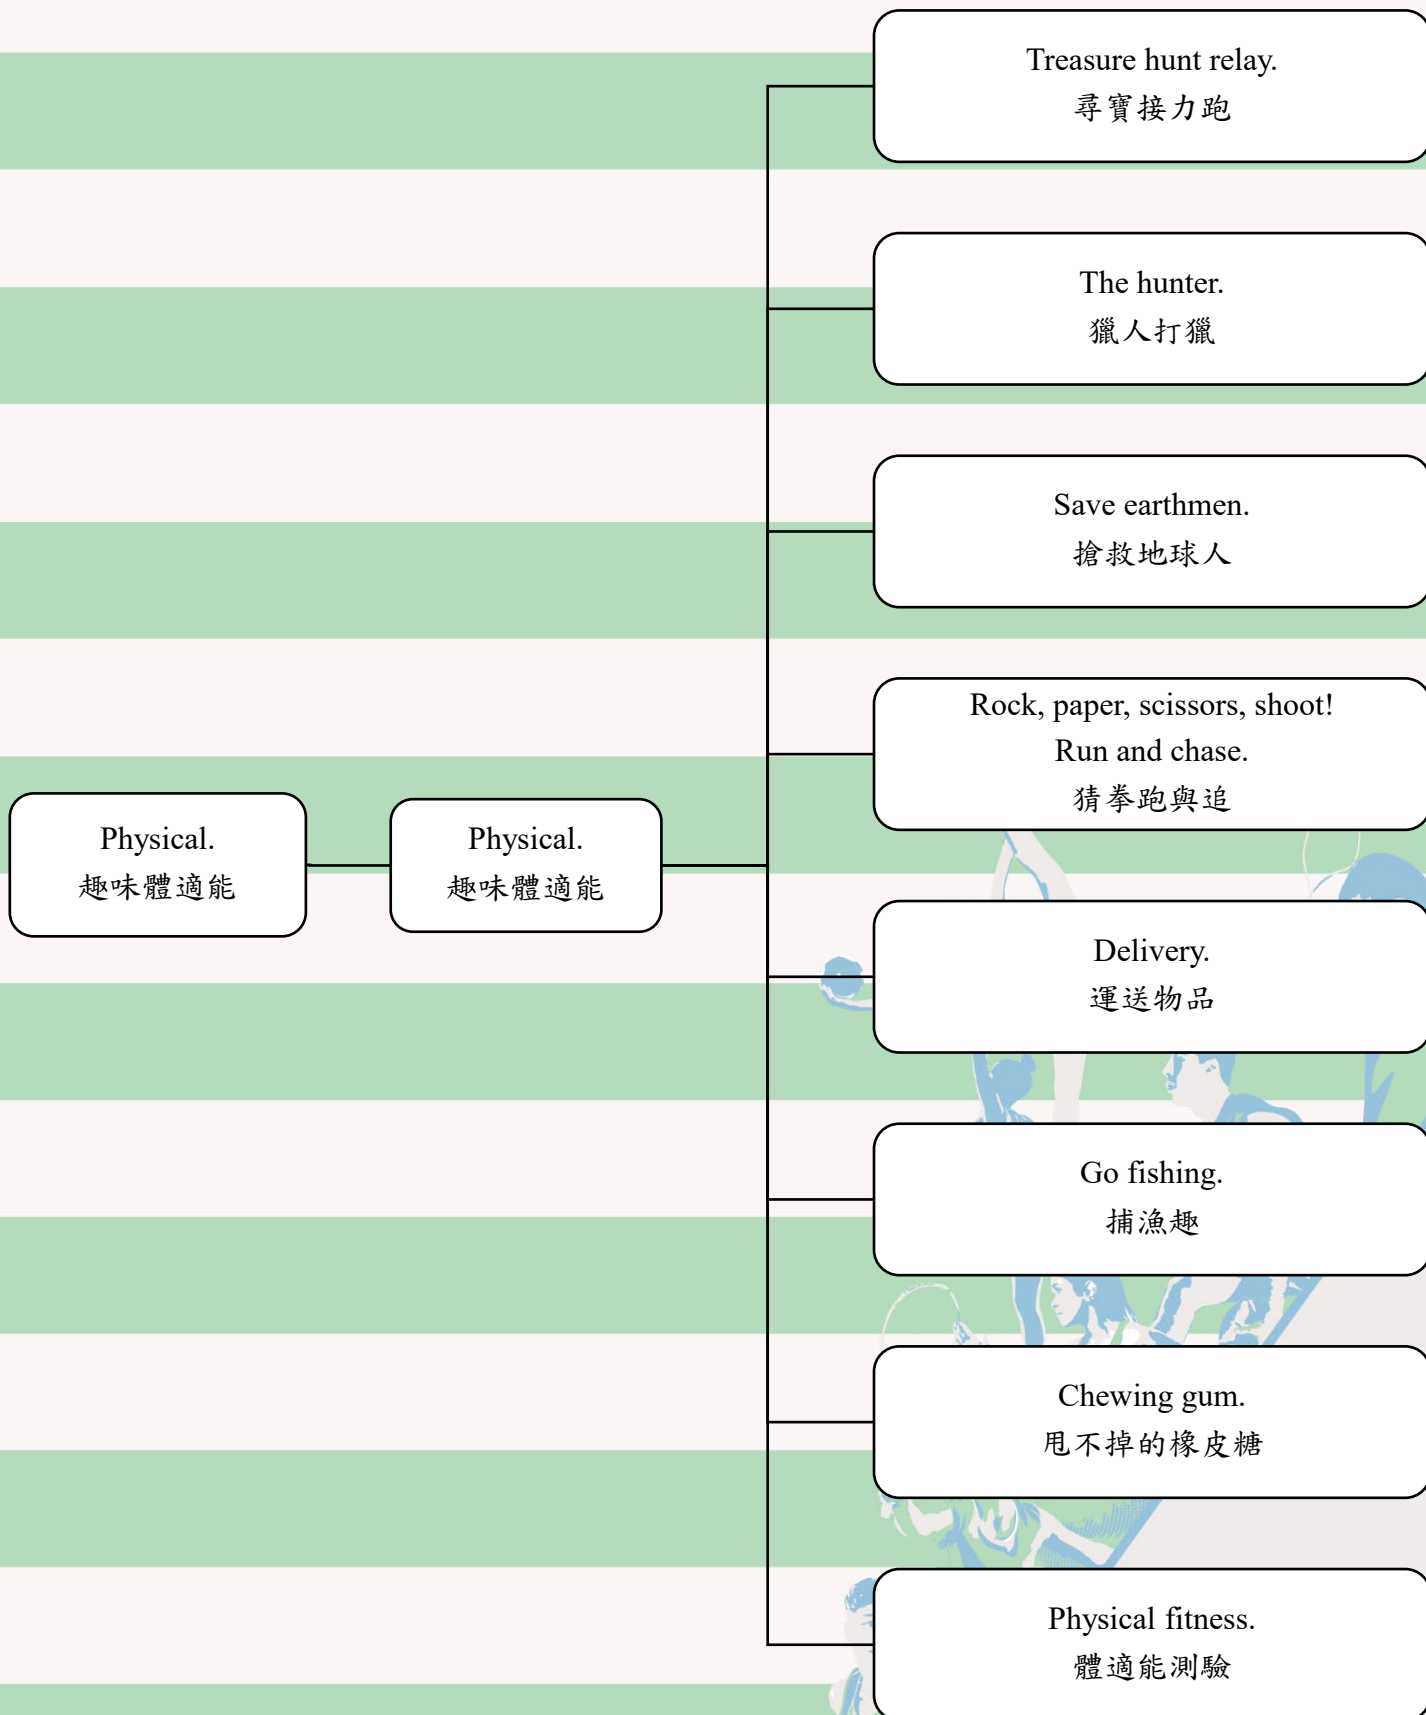 Physical.
趣味體適能
Physical.
趣味體適能
Treasure hunt relay.
尋寶接力跑
The hunter.
獵人打獵
Save earthmen.
搶救地球人
Rock, paper, scissors, shoot!
Run and chase.
猜拳跑與追
Delivery.
運送物品
Go fishing.
捕漁趣
Chewing gum.
甩不掉的橡皮糖
Physical fitness.
體適能測驗